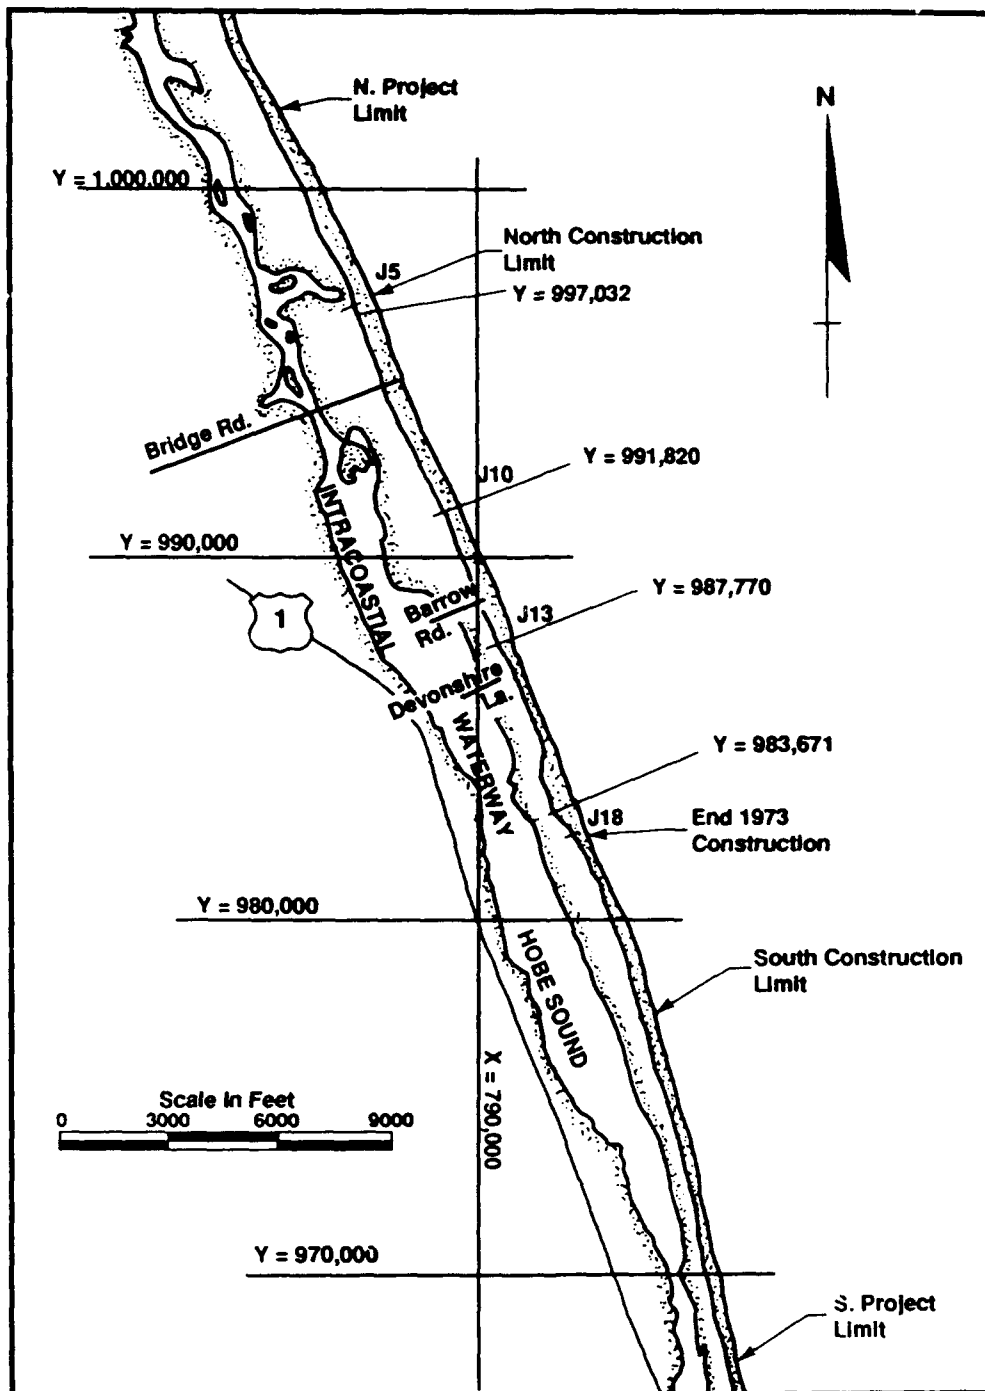 N. Project
Limit
N
Y = 1.000.000
North Construction
Limit
J5
Y = 997,032
Bridge Rd.
Y = 991,820
J10
INTRACOASTIAL
Y = 990,000
Y = 987,770
1
Barrow
Rd.
J13
Devonshire
La.
WATERWAY
Y = 983,671
J18
End 1973
Construction
Y = 980,000
HOBE SOUND
South Construction
Limit
X = 790,000
Scale In Feet
0 3000 6000 9000
Y = 970,000
S. Project
Limit